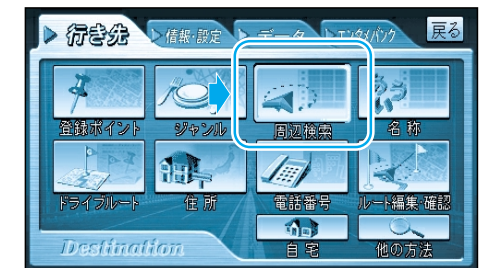 行き先 情報・設定 データ エンタメバンク 戻る
登録ポイント ジャンル 周辺検索 名称
ドライブルート 住所 電話番号 ルート編集・確認
Destination 自宅 他の方法